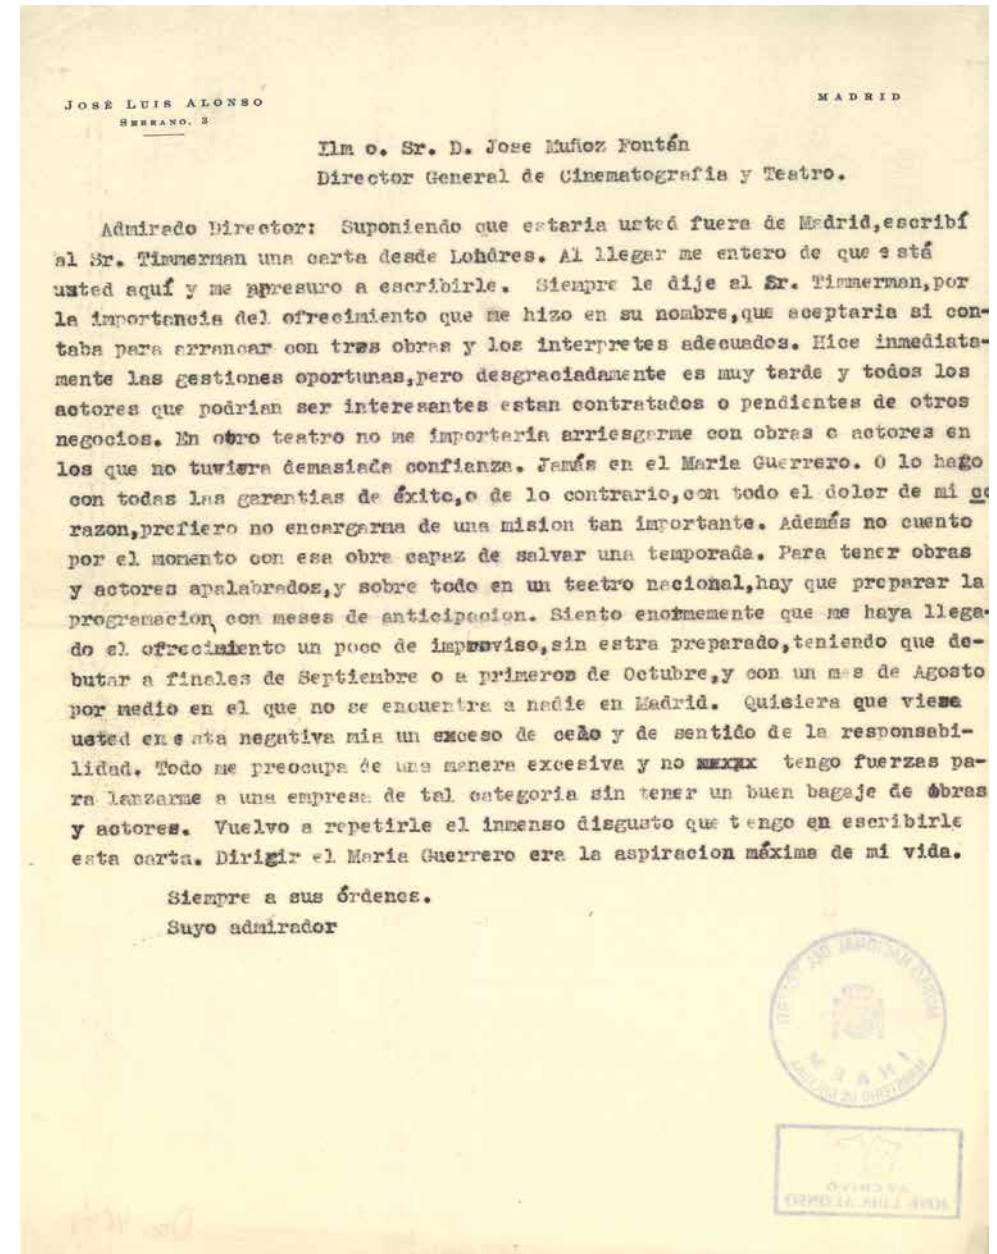 JOSÉ LUIS ALONSO
SERRANO, 3
MADRID
Ilm o. Sr. D. Jose Muñoz Fontán
Director General de Cinematografia y Teatro.
Admirado Director: Suponiendo que estaria usted fuera de Madrid,escribí
al Sr. Timmerman una carta desde Lohdres. Al llegar me entero de que e stá
usted aquí y me apresuro a escribirle. Siempre le dije al Sr. Timmerman,por
la importancia del ofrecimiento que me hizo en su nombre,que aceptaria si con-
taba para arrancar con tres obras y los interpretes adecuados. Hice inmediata-
mente las gestiones oportunas,pero desgraciadamente es muy tarde y todos los
actores que podrian ser interesantes estan contratados o pendientes de otros
negocios. En otro teatro no me importaria arriesgarme con obras o actores en
los que no tuviera demasiada confianza. Jamás en el Maria Guerrero. O lo hago
con todas las garantias de éxito,o de lo contrario,con todo el dolor de mi co
razon,prefiero no encargarma de una mision tan importante. Además no cuento
por el momento con esa obra capaz de salvar una temporada. Para tener obras
y actores apalabrados,y sobre todo en un teatro nacional,hay que preparar la
programacion con meses de anticipacion. Siento enormemente que me haya llega-
do el ofrecimiento un poco de improviso,sin estra preparado,teniendo que de-
butar a finales de Septiembre o a primeros de Octubre,y con un m s de Agosto
por medio en el que no se encuentra a nadie en Madrid. Quisiera que viese
usted en e sta negativa mia un exceso de celo y de sentido de la responsabi-
lidad. Todo me preocupa de una manera excesiva y no xxxxx tengo fuerzas pa-
ra lanzarme a una empresa de tal categoria sin tener un buen bagaje de obras
y actores. Vuelvo a repetirle el inmenso disgusto que tengo en escribirle
esta carta. Dirigir el Maria Guerrero era la aspiracion máxima de mi vida.
Siempre a sus órdenes.
Suyo admirador
INAEM
MINISTERIO DE CULTURA
ARCHIVO
JOSE LUIS ALONSO